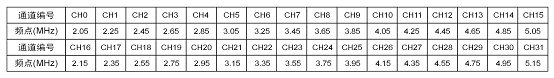 通道编号 CH0 CH1 CH2 CH3 CH4 CH5 CH6 CH7 CH8 CH9 CH10 CH11 CH12 CH13 CH14 CH15
频点(MHz) 2.05 2.25 2.45 2.65 2.85 3.05 3.25 3.45 3.65 3.85 4.05 4.25 4.45 4.65 4.85 5.05
通道编号 CH16 CH17 CH18 CH19 CH20 CH21 CH22 CH23 CH24 CH25 CH26 CH27 CH28 CH29 CH30 CH31
频点(MHz) 2.15 2.35 2.55 2.75 2.95 3.15 3.35 3.55 3.75 3.95 4.15 4.35 4.55 4.75 4.95 5.15